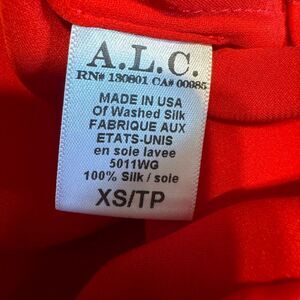 A.L.C.
RN# 130801 CA# 00985
MADE IN USA
Of Washed Silk
FABRIQUE AUX
ETATS-UNIS
en soie lavee
5011WG
100% Silk / soie
XS/TP